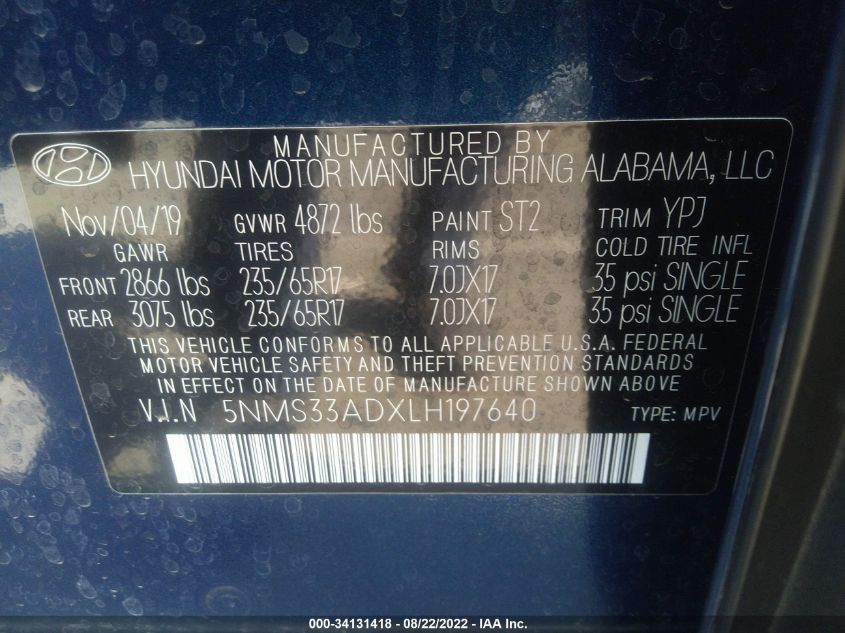 MANUFACTURED BY
HYUNDAI MOTOR MANUFACTURING ALABAMA, LLC
Nov/04/19 GVWR 4872 lbs PAINT ST2 TRIM YPJ
GAWR TIRES RIMS COLD TIRE INFL
FRONT 2866 lbs 235/65R17 7.0JX17 35 psi SINGLE
REAR 3075 lbs 235/65R17 7.0JX17 35 psi SINGLE
THIS VEHICLE CONFORMS TO ALL APPLICABLE U.S.A. FEDERAL
MOTOR VEHICLE SAFETY AND THEFT PREVENTION STANDARDS
IN EFFECT ON THE DATE OF MANUFACTURE SHOWN ABOVE
V.I.N 5NMS33ADXLH197640 TYPE: MPV
000-34131418 - 08/22/2022 - IAA Inc.